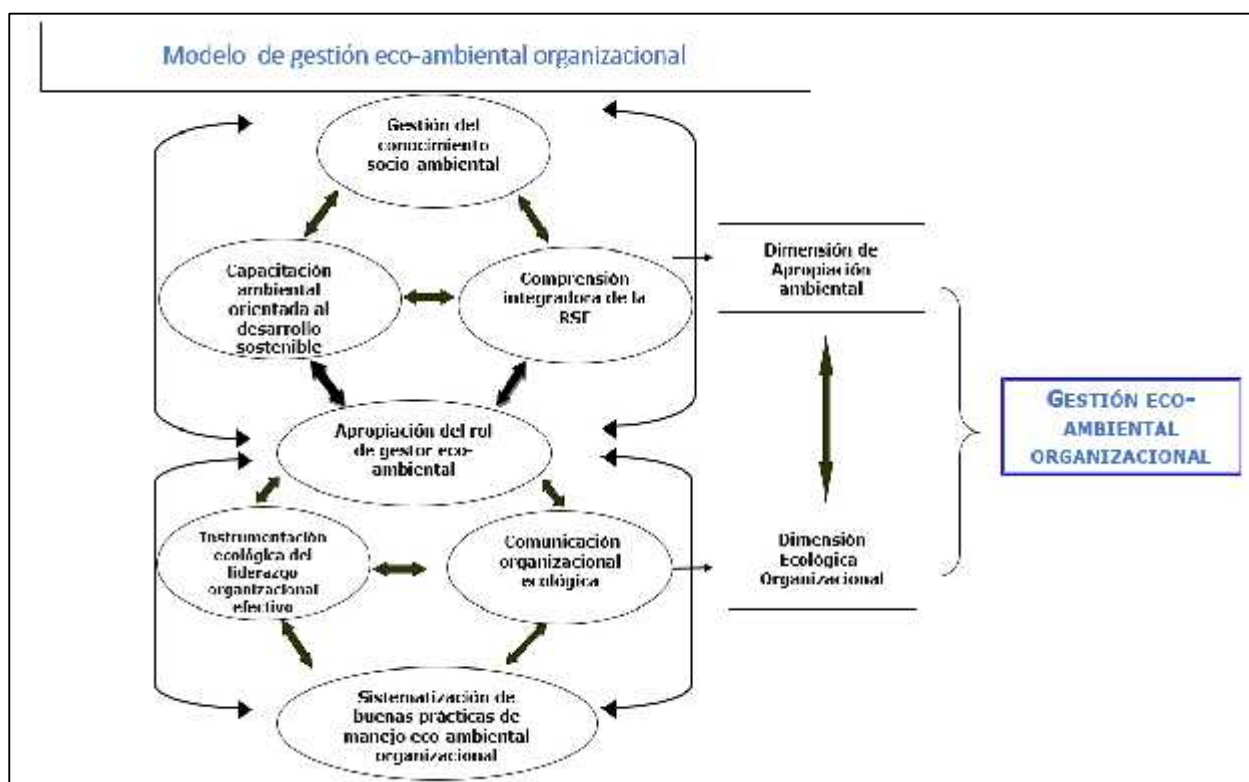 Modelo de gestión eco-ambiental organizacional
Gestión del
conocimiento
socio-ambiental
Capacitación
ambiental
orientada al
desarrollo
sostenible
Comprensión
integradora de la
RSE
Dimensión de
Apropiación
ambiental
Apropiación del rol
de gestor eco-
ambiental
GESTIÓN ECO-
AMBIENTAL
ORGANIZACIONAL
Instrumentación
ecológica del
liderazgo
organizacional
efectivo
Comunicación
organizacional
ecológica
Dimensión
Ecológica
Organizacional
Sistematización de
buenas prácticas de
manejo eco ambiental
organizacional